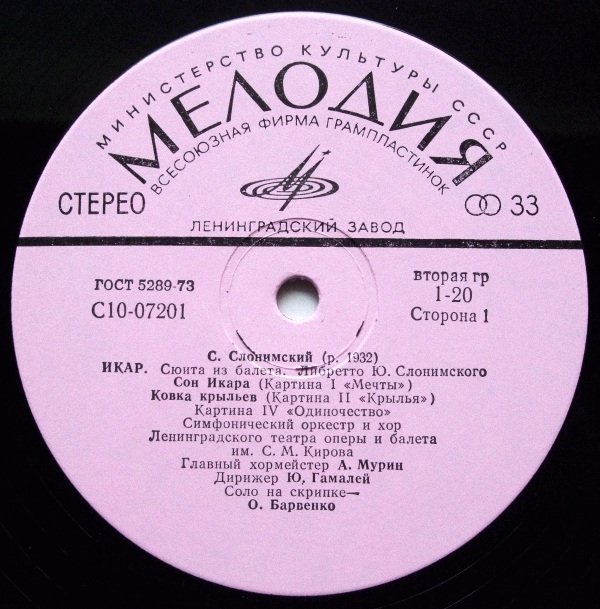 МИНИСТЕРСТВО КУЛЬТУРЫ СССР
МЕЛОДИЯ
ВСЕСОЮЗНАЯ ФИРМА ГРАМПЛАСТИНОК
СТЕРЕО
33
ЛЕНИНГРАДСКИЙ ЗАВОД
ГОСТ 5289-73
С10-07201
вторая гр
1-20
Сторона 1
С. Слонимский (р. 1932)
ИКАР. Сюита из балета. Либретто Ю. Слонимского
Сон Икара (Картина I «Мечты»)
Ковка крыльев (Картина II «Крылья»)
Картина IV «Одиночество»
Симфонический оркестр и хор
Ленинградского театра оперы и балета
им. С. М. Кирова
Главный хормейстер А. Мурин
Дирижер Ю, Гамалей
Соло на скрипке—
О. Барвенко